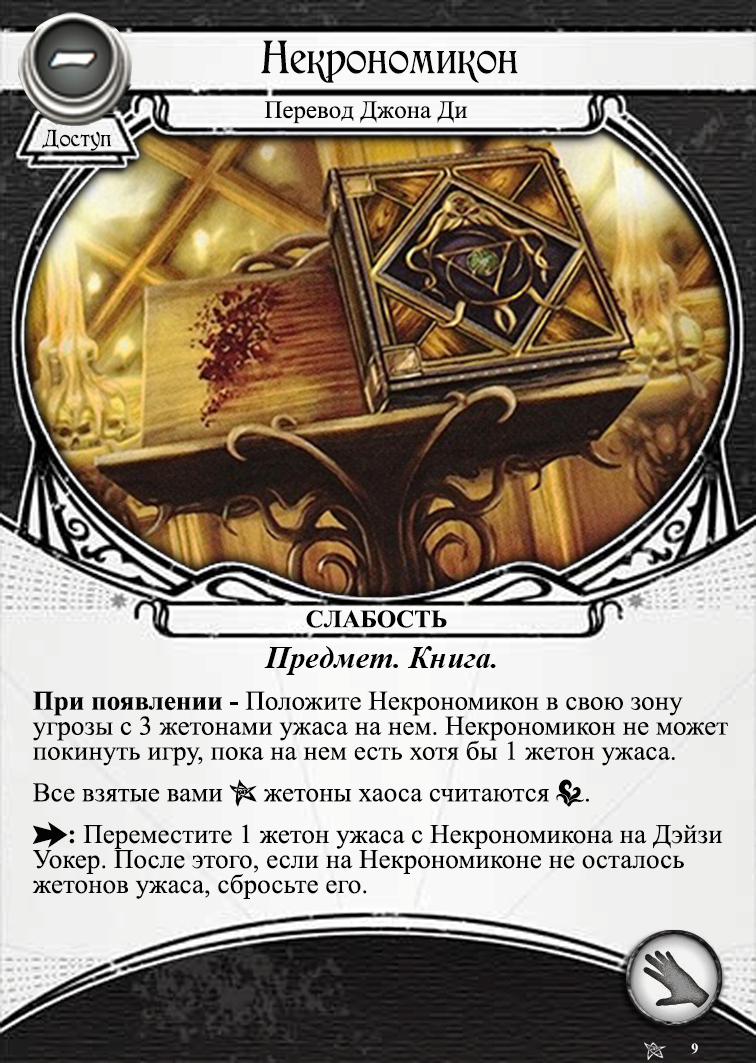 –
Некрономикон
Перевод Джона Ди
Доступ
СЛАБОСТЬ
Предмет. Книга.
При появлении - Положите Некрономикон в свою зону
угрозы с 3 жетонами ужаса на нем. Некрономикон не может
покинуть игру, пока на нем есть хотя бы 1 жетон ужаса.
Все взятые вами жетоны хаоса считаются .
: Переместите 1 жетон ужаса с Некрономикона на Дэйзи
Уокер. После этого, если на Некрономиконе не осталось
жетонов ужаса, сбросьте его.
9